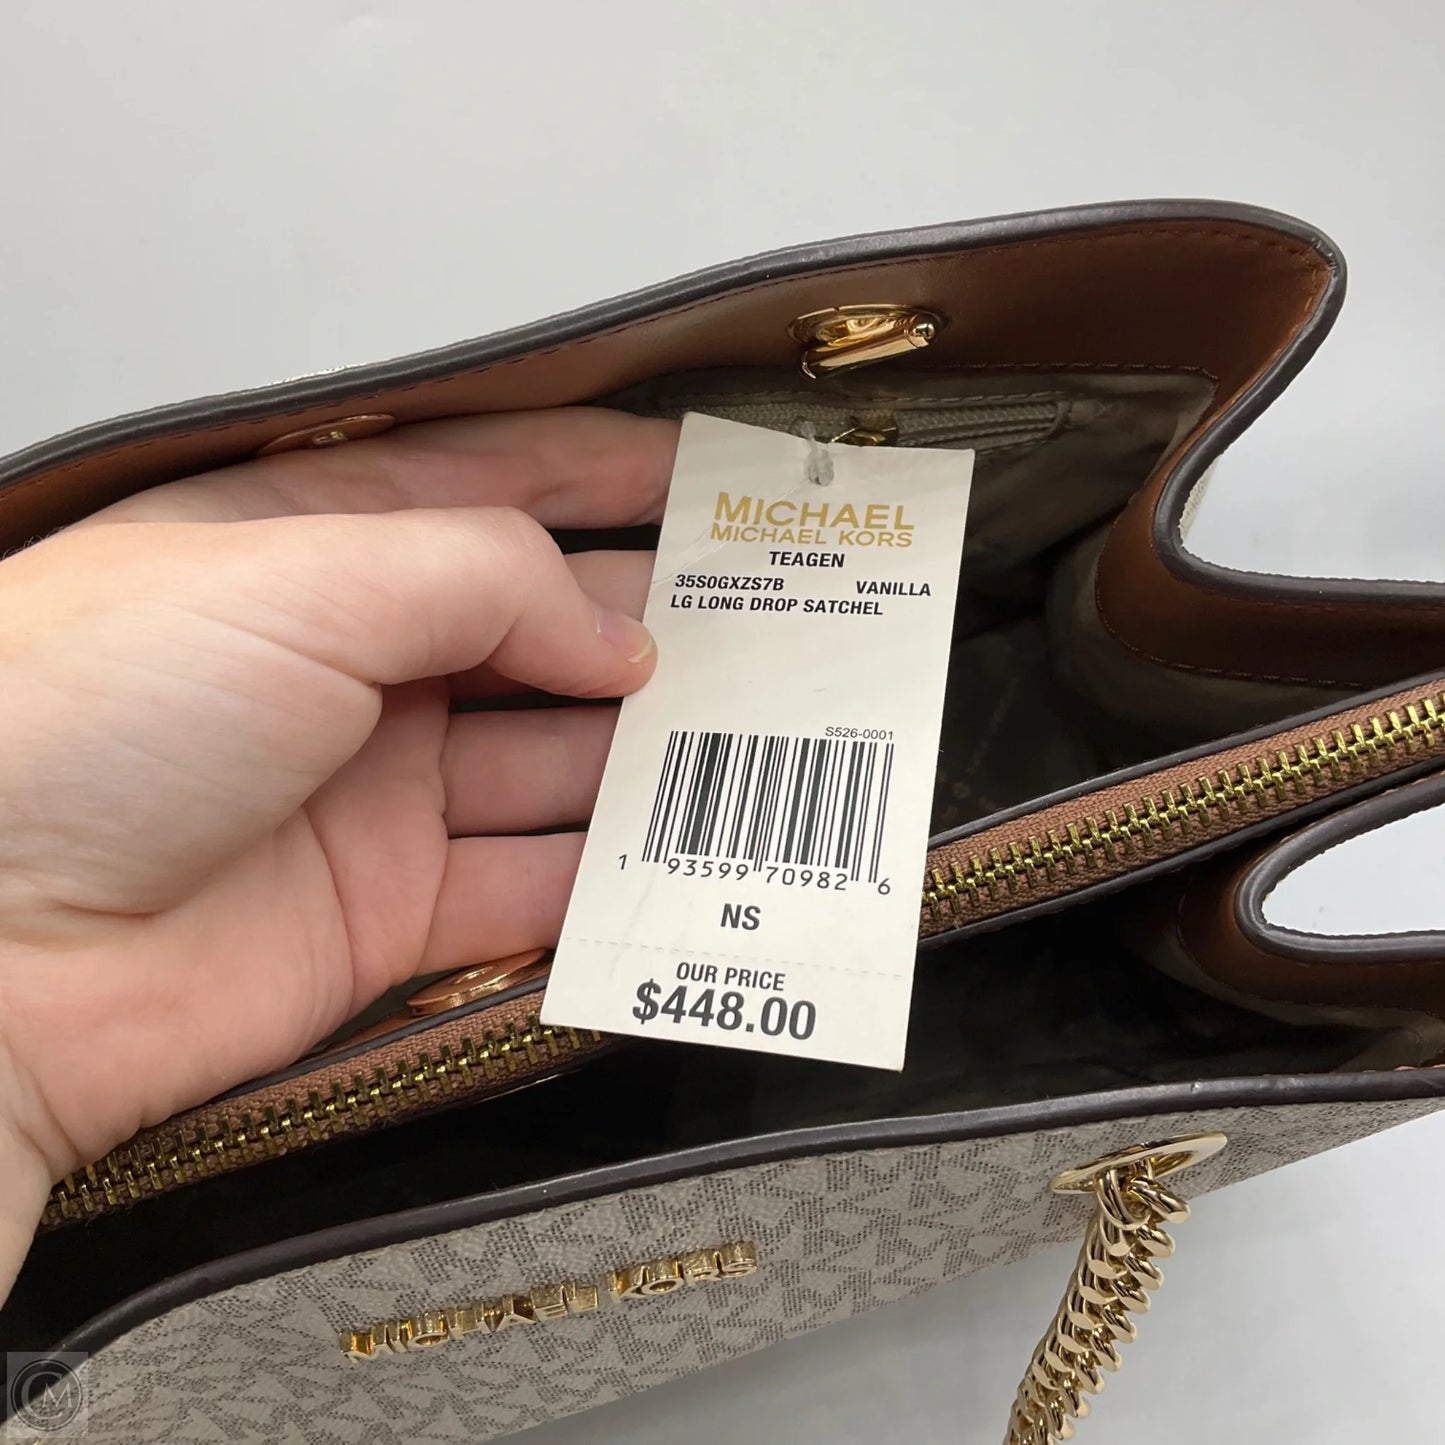 MICHAEL
MICHAEL KORS
TEAGEN
35S0GXZS7B VANILLA
LG LONG DROP SATCHEL
S526-0001
1 93599 70982 6
NS
OUR PRICE
$448.00
MICHAEL KORS
CM